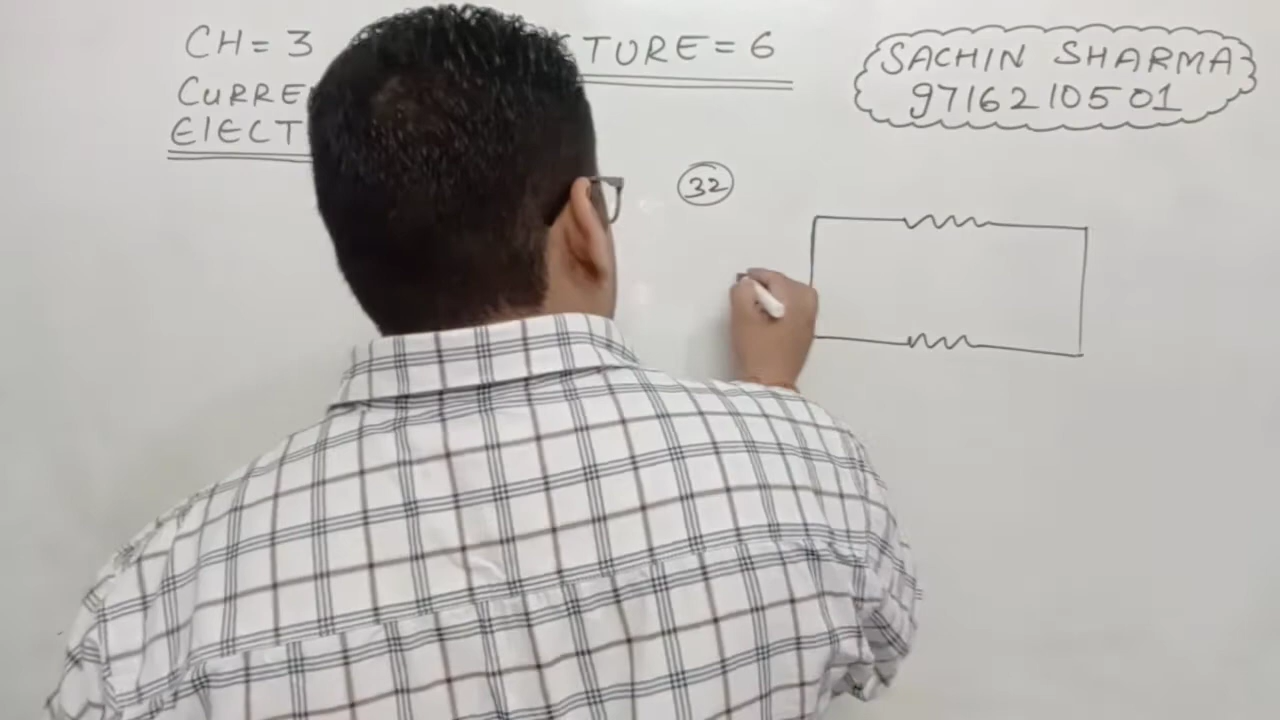 CH = 3
TURE = 6
CURRE
ElECT
SACHIN SHARMA
9716210501
32